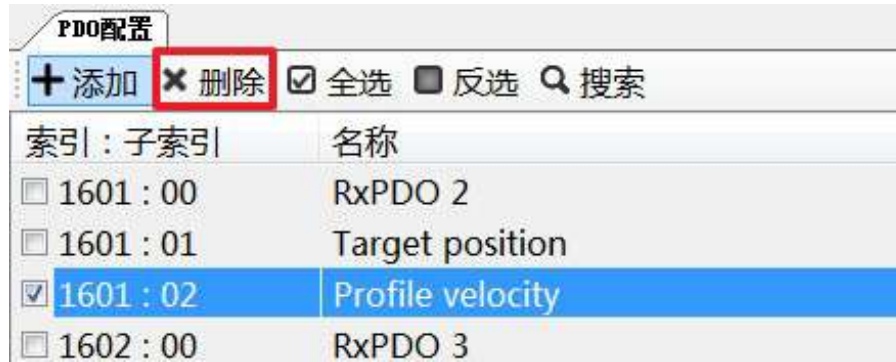 PDO配置
添加 删除 全选 反选 搜索
索引：子索引 名称
1601 : 00 RxPDO 2
1601 : 01 Target position
1601 : 02 Profile velocity
1602 : 00 RxPDO 3